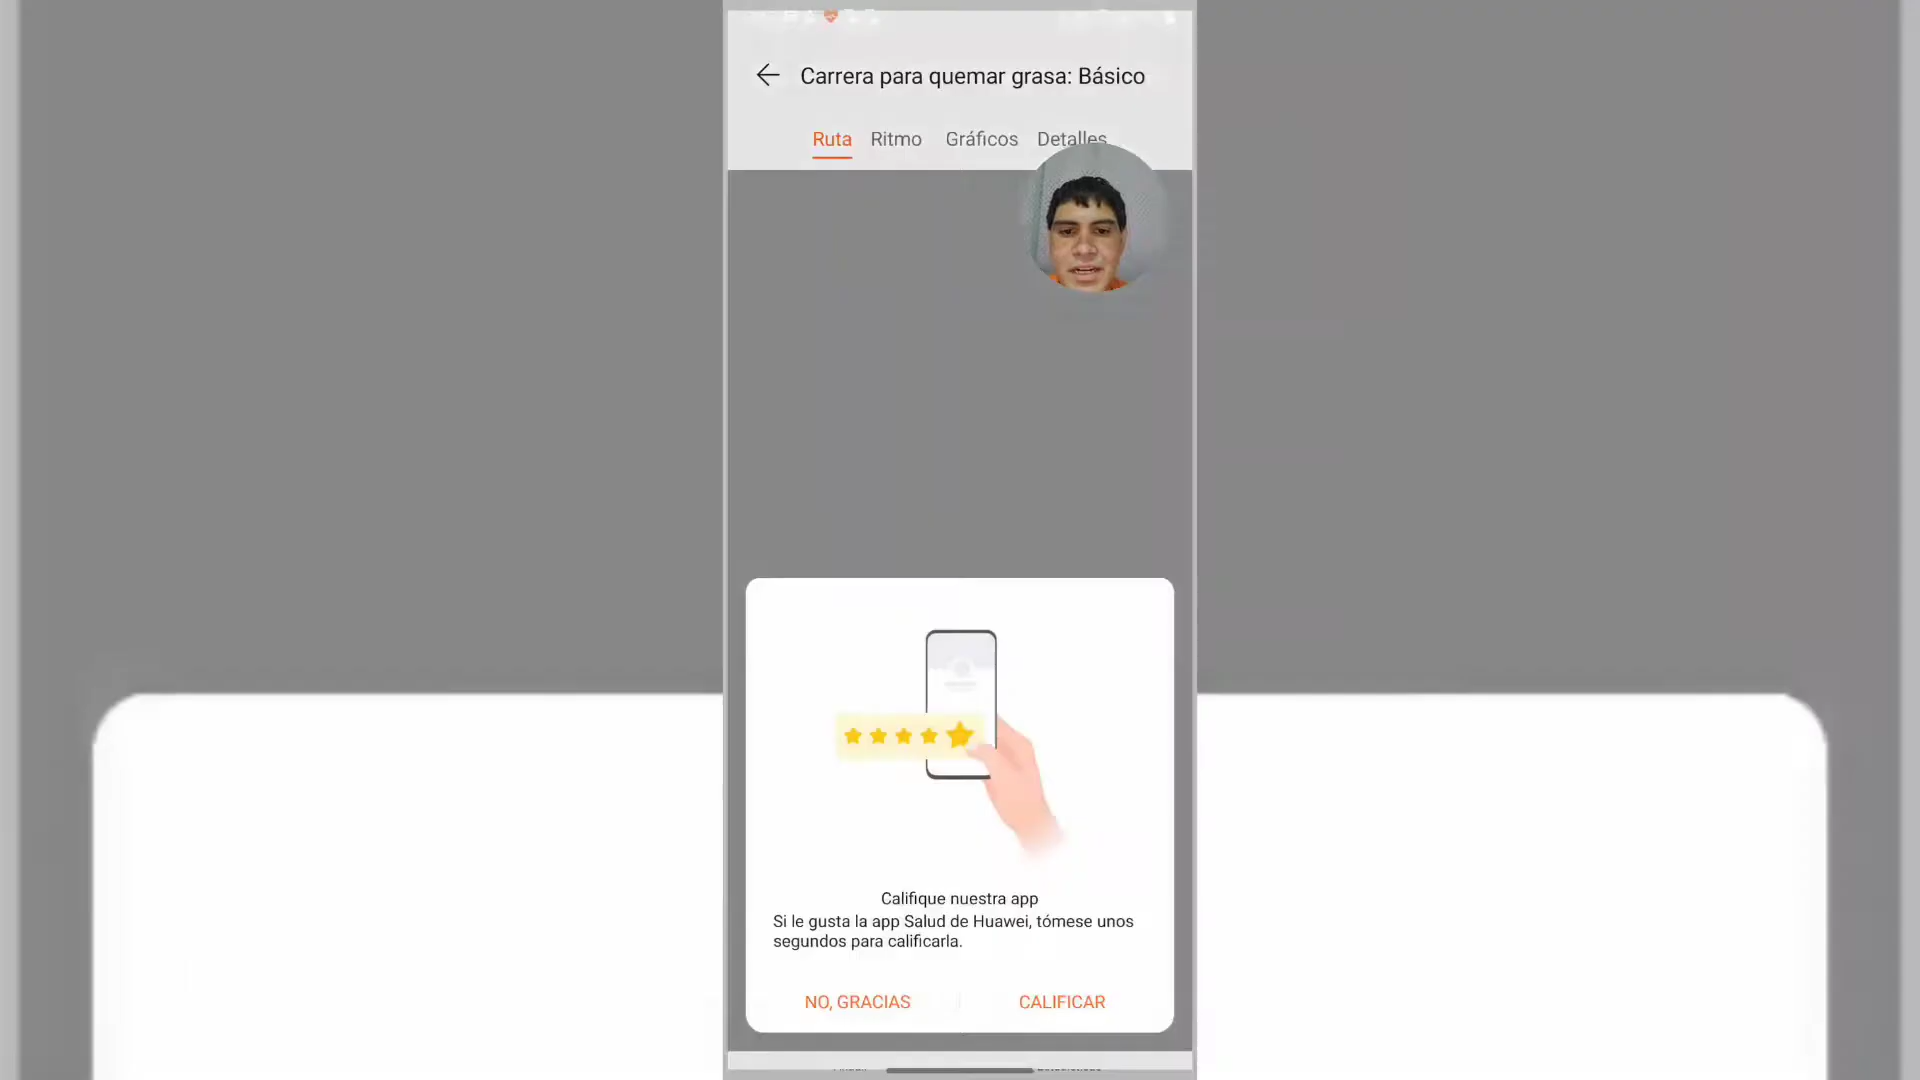 Carrera para quemar grasa: Básico
Ruta Ritmo Gráficos Detalles
Califique nuestra app
Si le gusta la app Salud de Huawei, tómese unos
segundos para calificarla.
NO, GRACIAS CALIFICAR